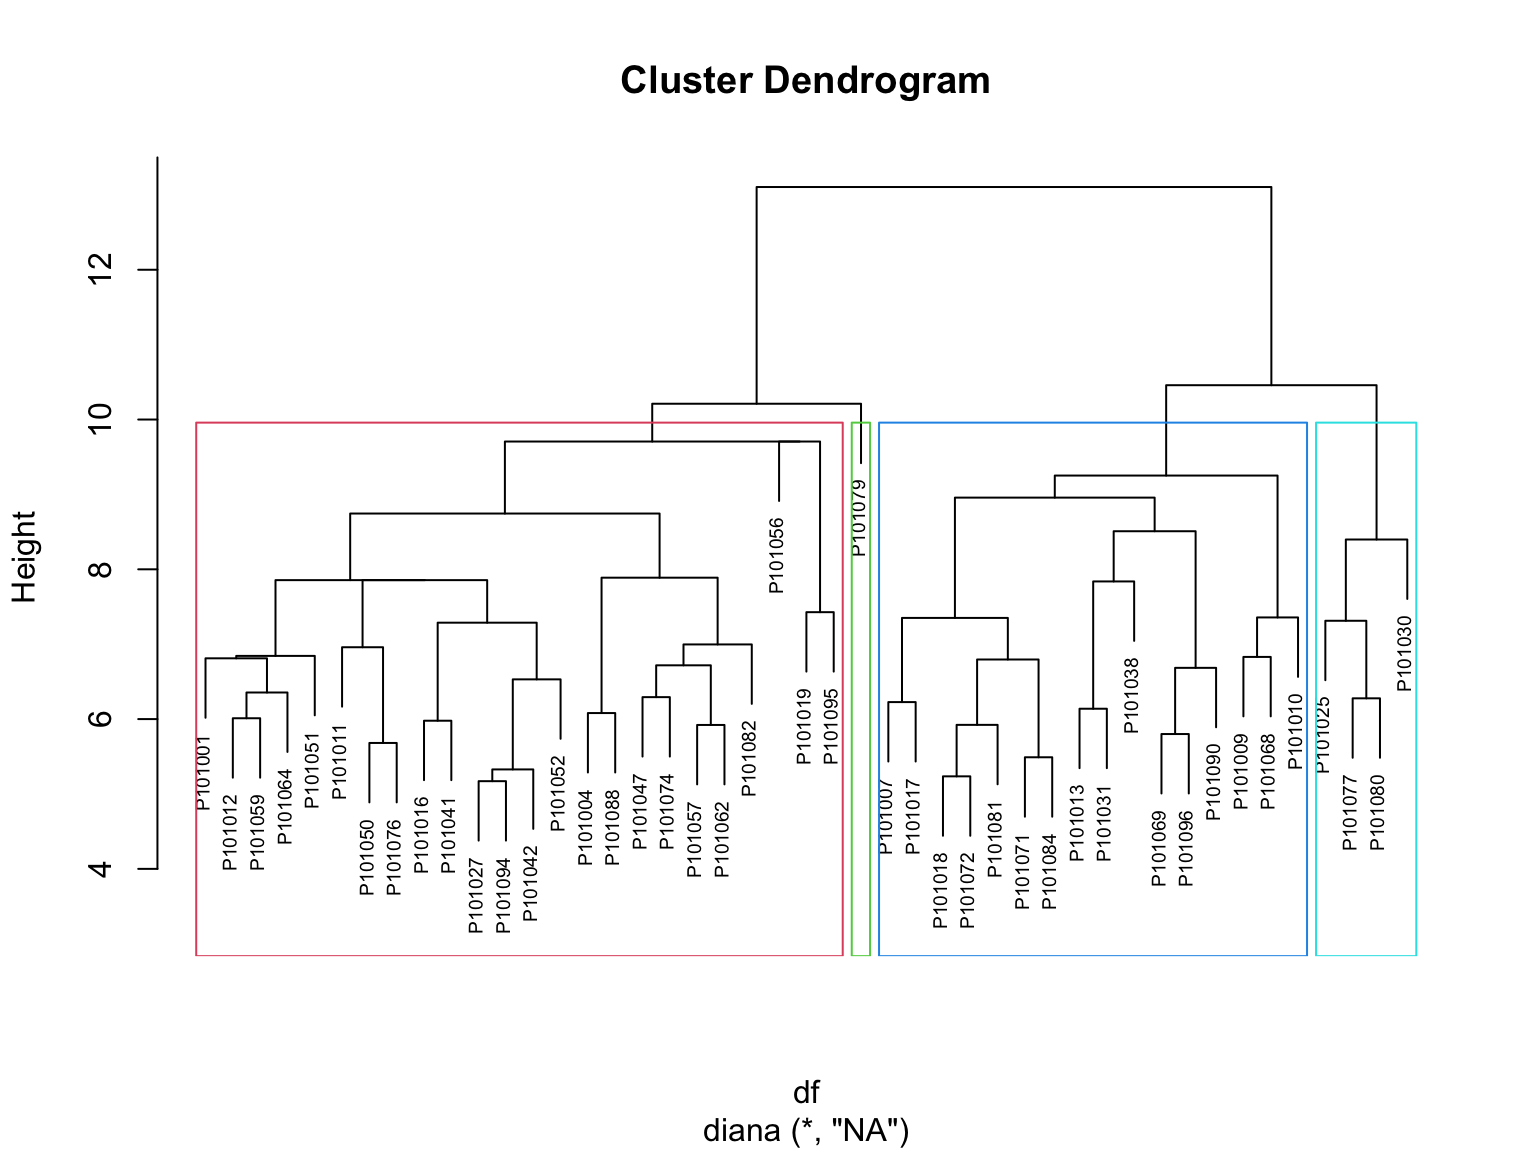 Cluster Dendrogram
Height
12
10
8
6
4
P101001
P101012
P101059
P101064
P101051
P101011
P101050
P101076
P101016
P101041
P101027
P101094
P101042
P101052
P101004
P101088
P101047
P101074
P101057
P101062
P101082
P101056
P101019
P101095
P101079
P101007
P101017
P101018
P101072
P101081
P101071
P101084
P101013
P101031
P101038
P101069
P101096
P101090
P101009
P101068
P101010
P101025
P101077
P101080
P101030
df
diana (*, "NA")